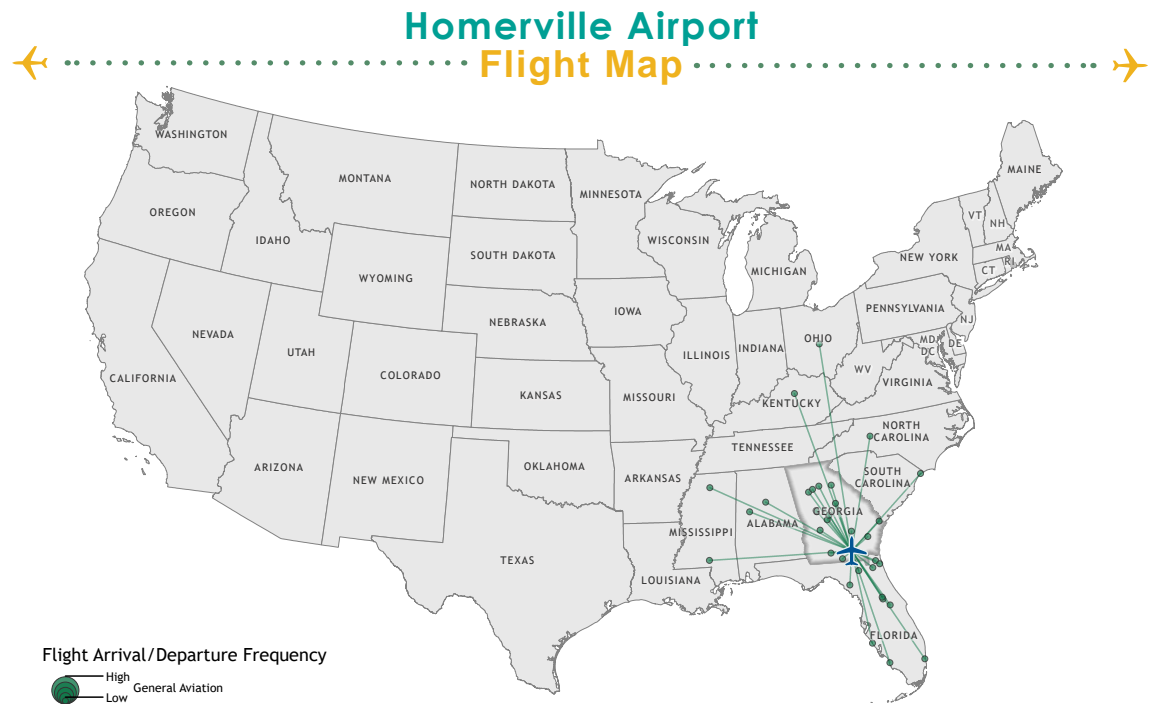 Homerville Airport
Flight Map
WASHINGTON
MONTANA
NORTH DAKOTA
MINNESOTA
MAINE
OREGON
IDAHO
VT
NH
WISCONSIN
MA
SOUTH DAKOTA
NEW YORK
RI
WYOMING
MICHIGAN
CT
IOWA
PENNSYLVANIA
NEBRASKA
NJ
NEVADA
OHIO
MD
DE
DC
UTAH
ILLINOIS
INDIANA
COLORADO
WV
CALIFORNIA
VIRGINIA
KANSAS
MISSOURI
KENTUCKY
NORTH
CAROLINA
TENNESSEE
ARIZONA
OKLAHOMA
SOUTH
CAROLINA
NEW MEXICO
ARKANSAS
GEORGIA
ALABAMA
MISSISSIPPI
TEXAS
LOUISIANA
FLORIDA
Flight Arrival/Departure Frequency
High
General Aviation
Low